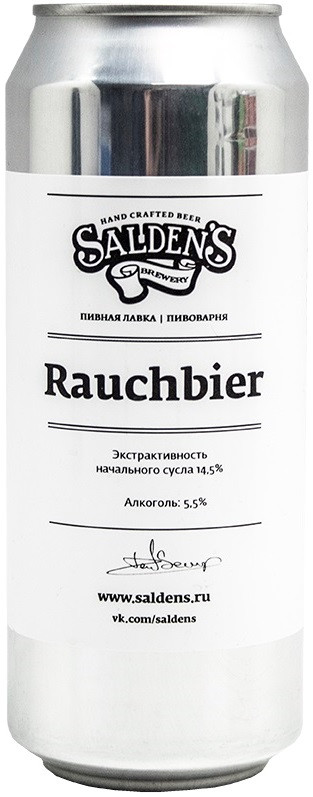 HAND CRAFTED BEER
SALDEN'S
BREWERY
ПИВНАЯ ЛАВКА | ПИВОВАРНЯ
Rauchbier
Экстрактивность
начального сусла 14,5%
Алкоголь: 5,5%
www.saldens.ru
vk.com/saldens